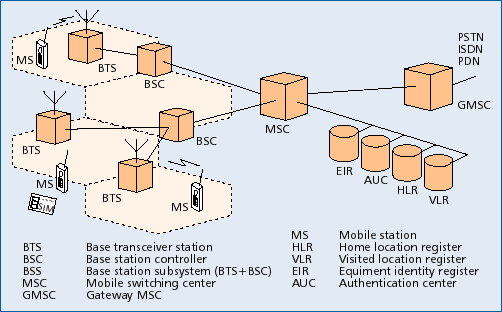 PSTN
ISDN
PDN
MS
BTS
BSC
MSC
GMSC
BTS
BSC
EIR
AUC
HLR
VLR
MS
SIM
BTS
MS
MS Mobile station
BTS Base transceiver station
HLR Home location register
BSC Base station controller
VLR Visited location register
BSS Base station subsystem (BTS+BSC)
EIR Equiment identity register
MSC Mobile switching center
AUC Authentication center
GMSC Gateway MSC